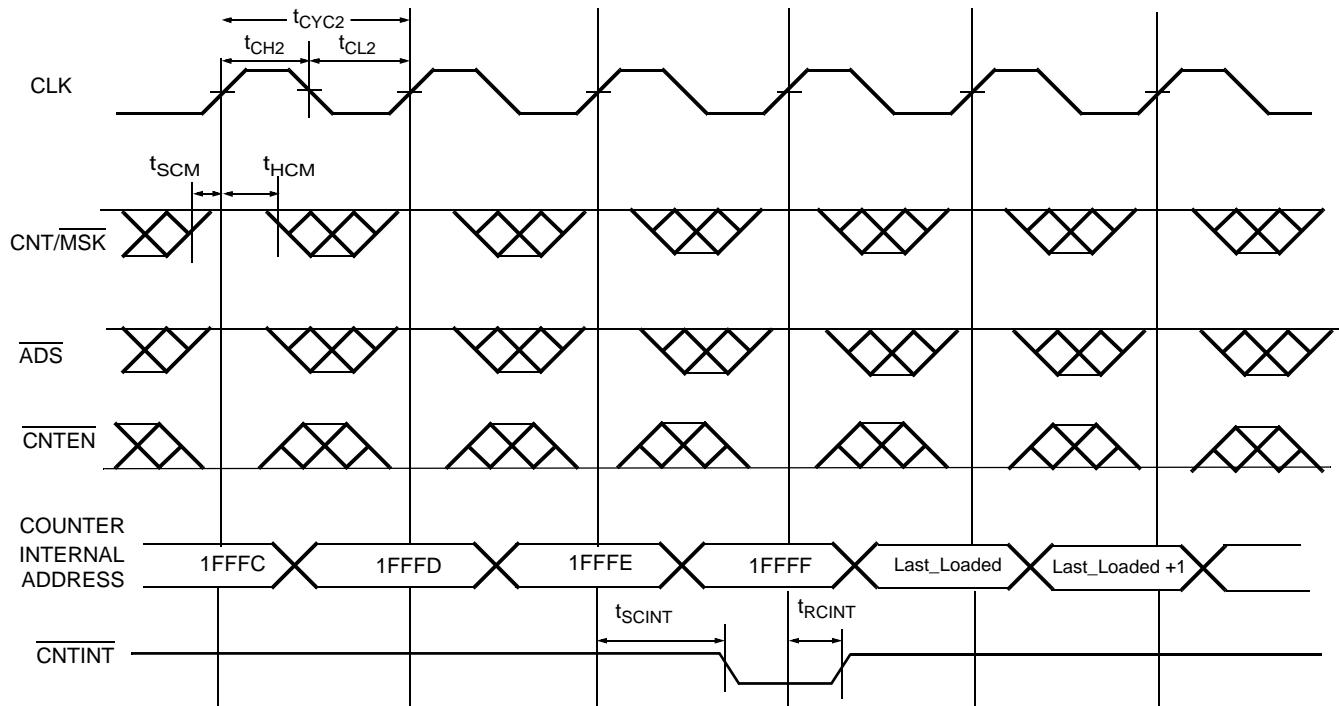 tCYC2
tCH2
tCL2
CLK
tSCM
tHCM
CNT/MSK
ADS
CNTEN
COUNTER
INTERNAL
ADDRESS
1FFFC
1FFFD
1FFFE
1FFFF
Last_Loaded
Last_Loaded +1
tSCINT
tRCINT
CNTINT